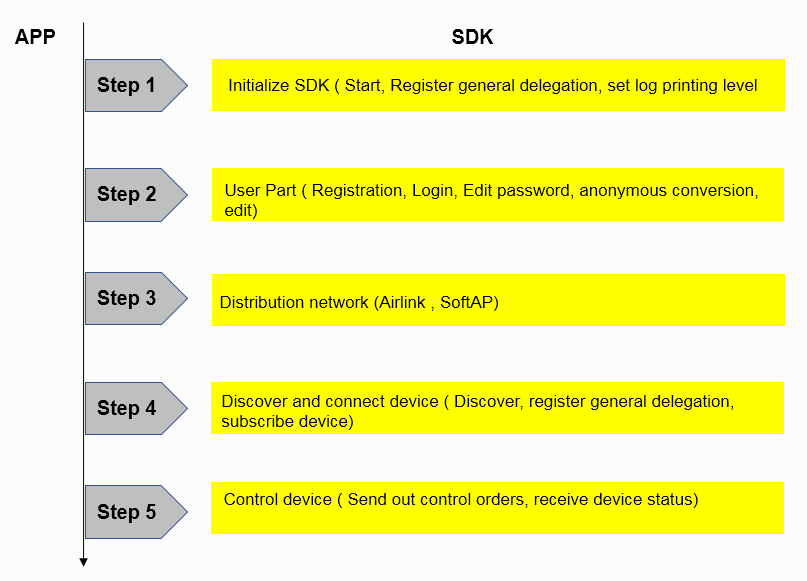 APP
SDK
Step 1
Initialize SDK ( Start, Register general delegation, set log printing level
Step 2
User Part ( Registration, Login, Edit password, anonymous conversion,
edit)
Step 3
Distribution network (Airlink , SoftAP)
Step 4
Discover and connect device ( Discover, register general delegation,
subscribe device)
Step 5
Control device ( Send out control orders, receive device status)